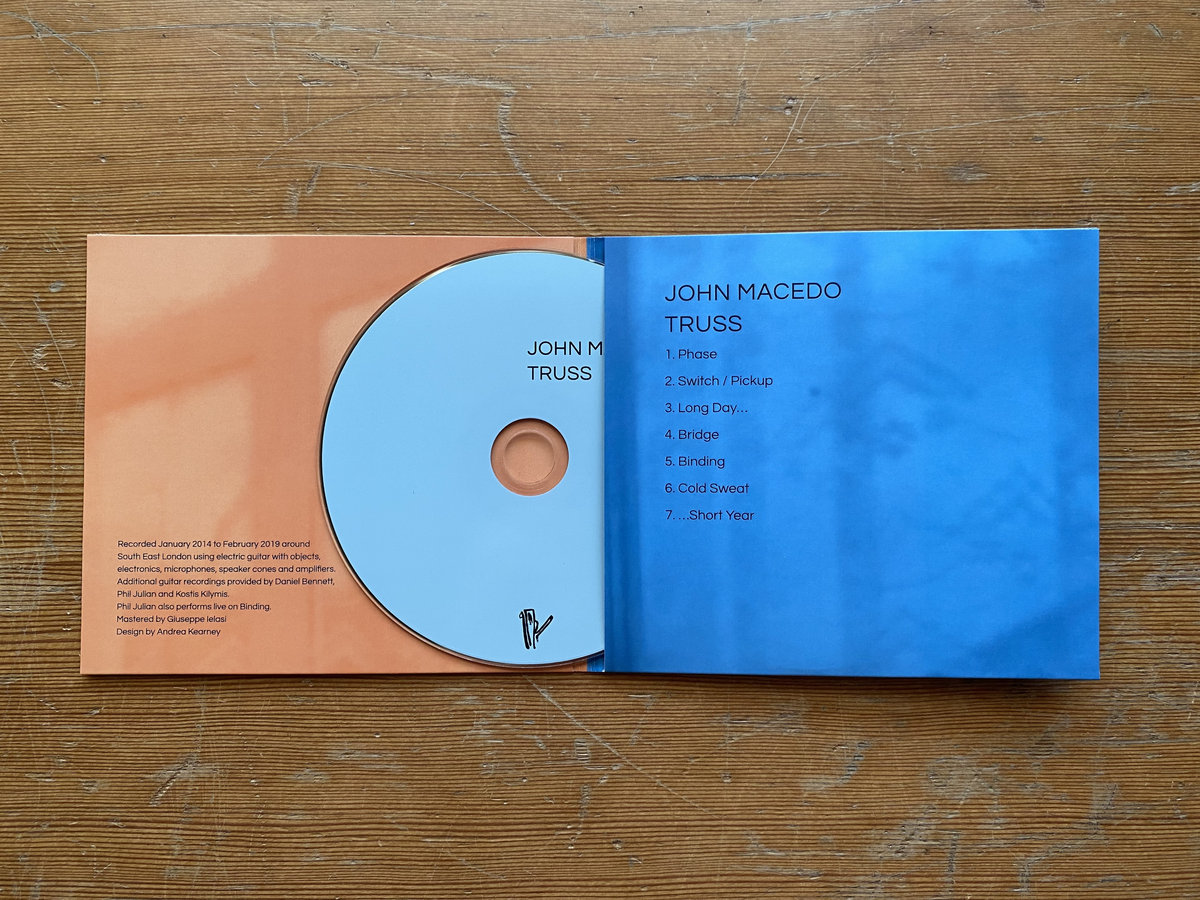 JOHN M
TRUSS
Recorded January 2014 to February 2019 around
South East London using electric guitar with objects,
electronics, microphones, speaker cones and amplifiers.
Additional guitar recordings provided by Daniel Bennett,
Phil Julian and Kostis Kilymis.
Phil Julian also performs live on Binding.
Mastered by Giuseppe Ielasi
Design by Andrea Kearney
JOHN MACEDO
TRUSS
1. Phase
2. Switch / Pickup
3. Long Day...
4. Bridge
5. Binding
6. Cold Sweat
7. ...Short Year